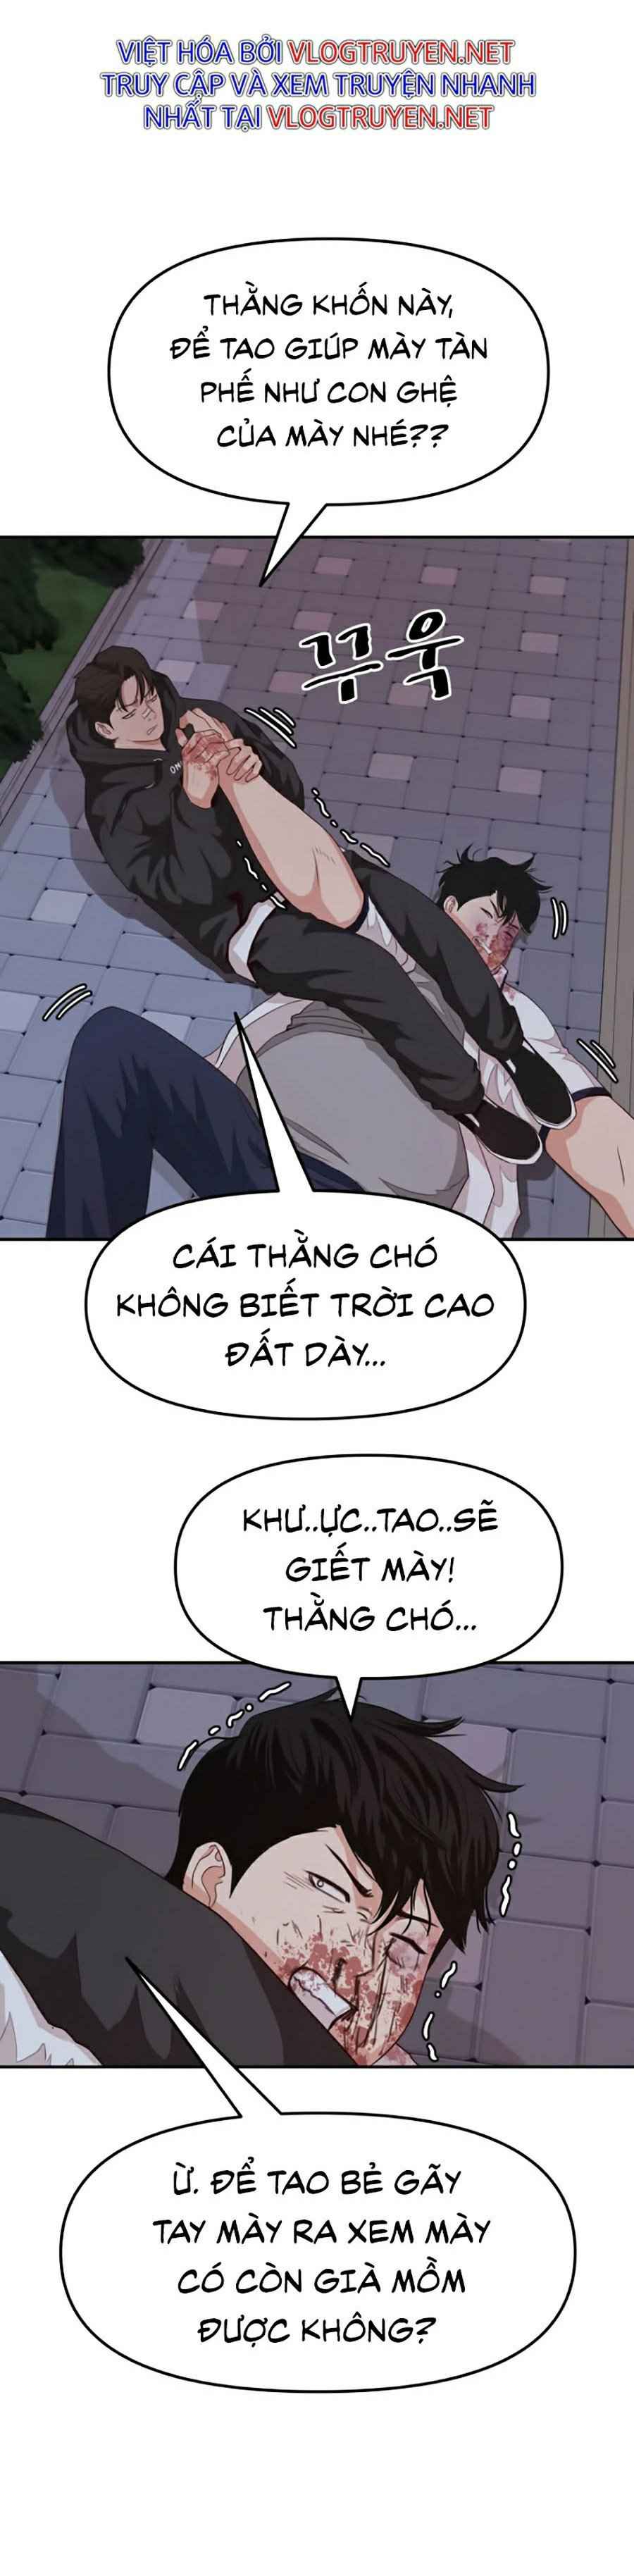 VIỆT HÓA BỞI VLOGTRUYEN.NET
TRUY CẬP VÀ XEM TRUYỆN NHANH
NHẤT TẠI VLOGTRUYEN.NET
THẰNG KHỐN NÀY,
ĐỂ TAO GIÚP MÀY TÀN
PHẾ NHƯ CON GHỆ
CỦA MÀY NHÉ??
꾸욱
ON
CÁI THẰNG CHÓ
KHÔNG BIẾT TRỜI CAO
ĐẤT DÀY...
KHƯ..ỰC..TAO..SẼ
GIẾT MÀY!
THẰNG CHÓ...
Ừ. ĐỂ TAO BẺ GÃY
TAY MÀY RA XEM MÀY
CÓ CÒN GIÀ MỒM
ĐƯỢC KHÔNG?